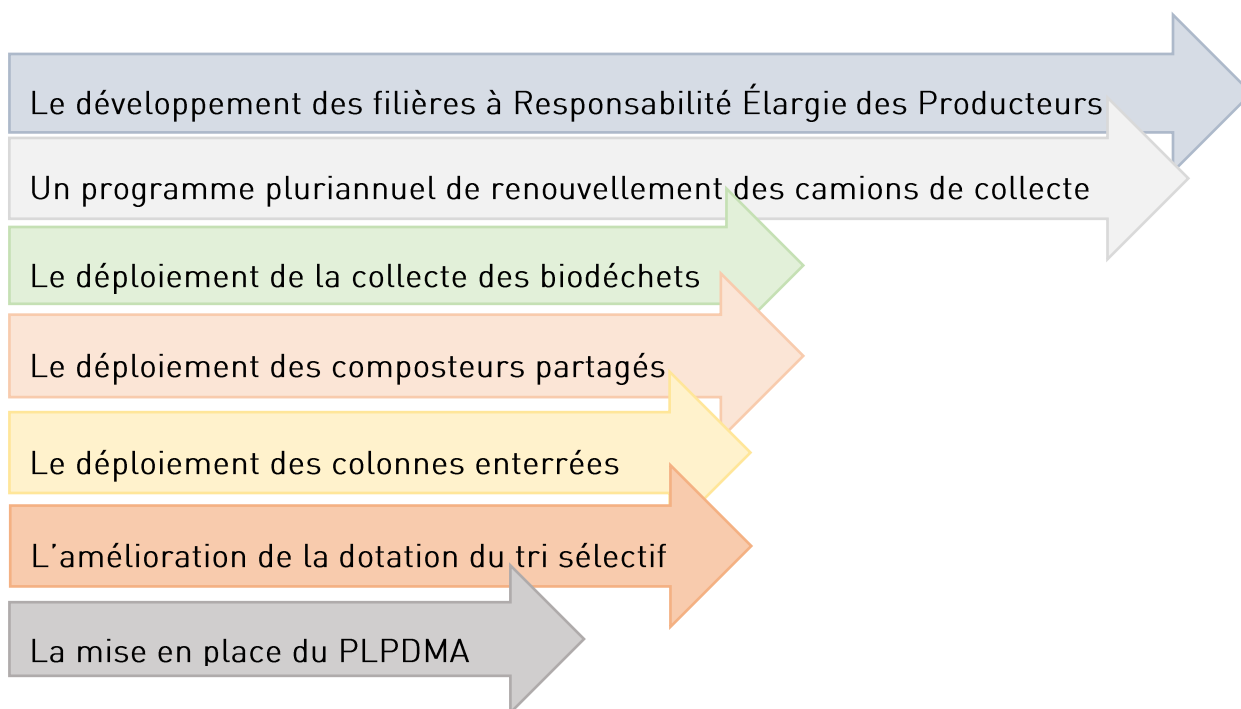 Le développement des filières à Responsabilité Élargie des Producteurs
Un programme pluriannuel de renouvellement des camions de collecte
Le déploiement de la collecte des biodéchets
Le déploiement des composteurs partagés
Le déploiement des colonnes enterrées
L’amélioration de la dotation du tri sélectif
La mise en place du PLPDMA